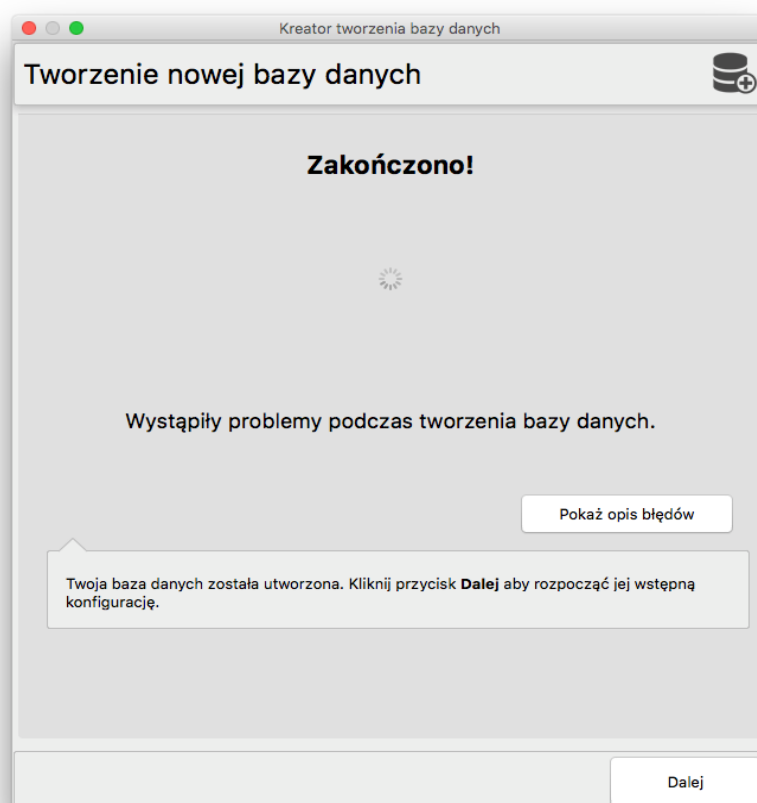 Kreator tworzenia bazy danych
Tworzenie nowej bazy danych
Zakończono!
Wystąpiły problemy podczas tworzenia bazy danych.
Pokaż opis błędów
Twoja baza danych została utworzona. Kliknij przycisk Dalej aby rozpocząć jej wstępną
konfigurację.
Dalej